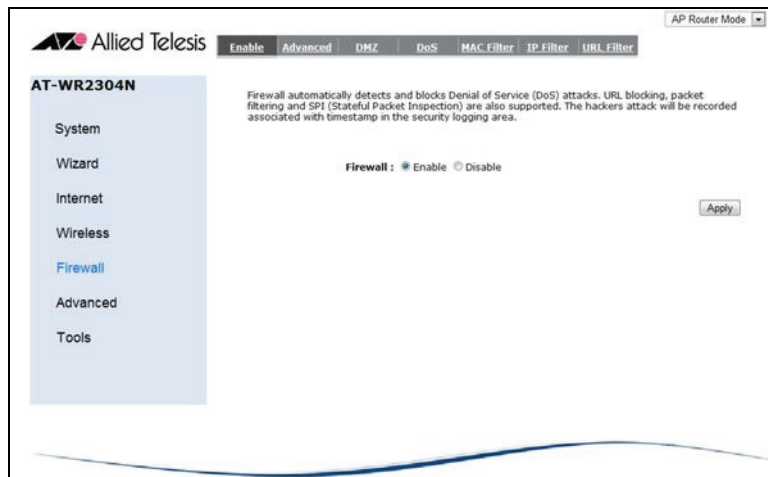 AP Router Mode
Allied Telesis
Enable Advanced DMZ DoS MAC Filter IP Filter URL Filter
AT-WR2304N
System
Wizard
Internet
Wireless
Firewall
Advanced
Tools
Firewall automatically detects and blocks Denial of Service (DoS) attacks. URL blocking, packet
filtering and SPI (Stateful Packet Inspection) are also supported. The hackers attack will be recorded
associated with timestamp in the security logging area.
Firewall : Enable Disable
Apply